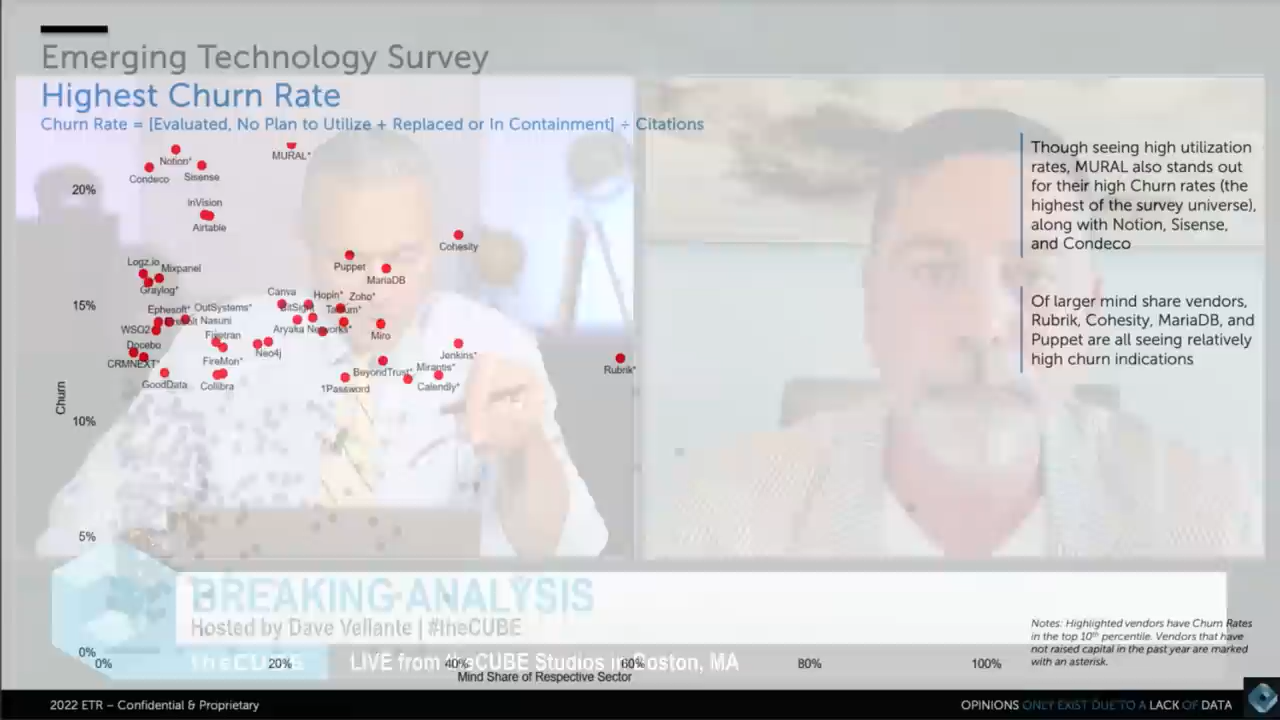 Emerging Technology Survey
Highest Churn Rate
Churn Rate = [Evaluated, No Plan to Utilize + Replaced or In Containment] ÷ Citations
MURAL*
Notion*
Condeco
Sisense
20%
InVision
Airtable
Cohesity
Logz.io
Mixpanel
Puppet
MariaDB
Graylog*
Canva
Hopin*
Zoho*
15%
Ephesoft*
OutSystems*
BitSight
WSO2
Nasuni
Aryaka Networks*
Miro
Docebo
Neo4j
Jenkins*
CRMNEXT*
FireMon*
Rubrik*
GoodData
Collibra
BeyondTrust*
Mirantis*
1Password
Calendly*
Churn
10%
5%
0%
0%
20%
40%
60%
80%
100%
Mind Share of Respective Sector
Though seeing high utilization
rates, MURAL also stands out
for their high Churn rates (the
highest of the survey universe),
along with Notion, Sisense,
and Condeco
Of larger mind share vendors,
Rubrik, Cohesity, MariaDB, and
Puppet are all seeing relatively
high churn indications
BREAKING ANALYSIS
Hosted by Dave Vellante | #theCUBE
theCUBE
LIVE from theCUBE Studios in Boston, MA
Notes: Highlighted vendors have Churn Rates
in the top 10th percentile. Vendors that have
not raised capital in the past year are marked
with an asterisk.
2022 ETR – Confidential & Proprietary
OPINIONS ONLY EXIST DUE TO A LACK OF DATA